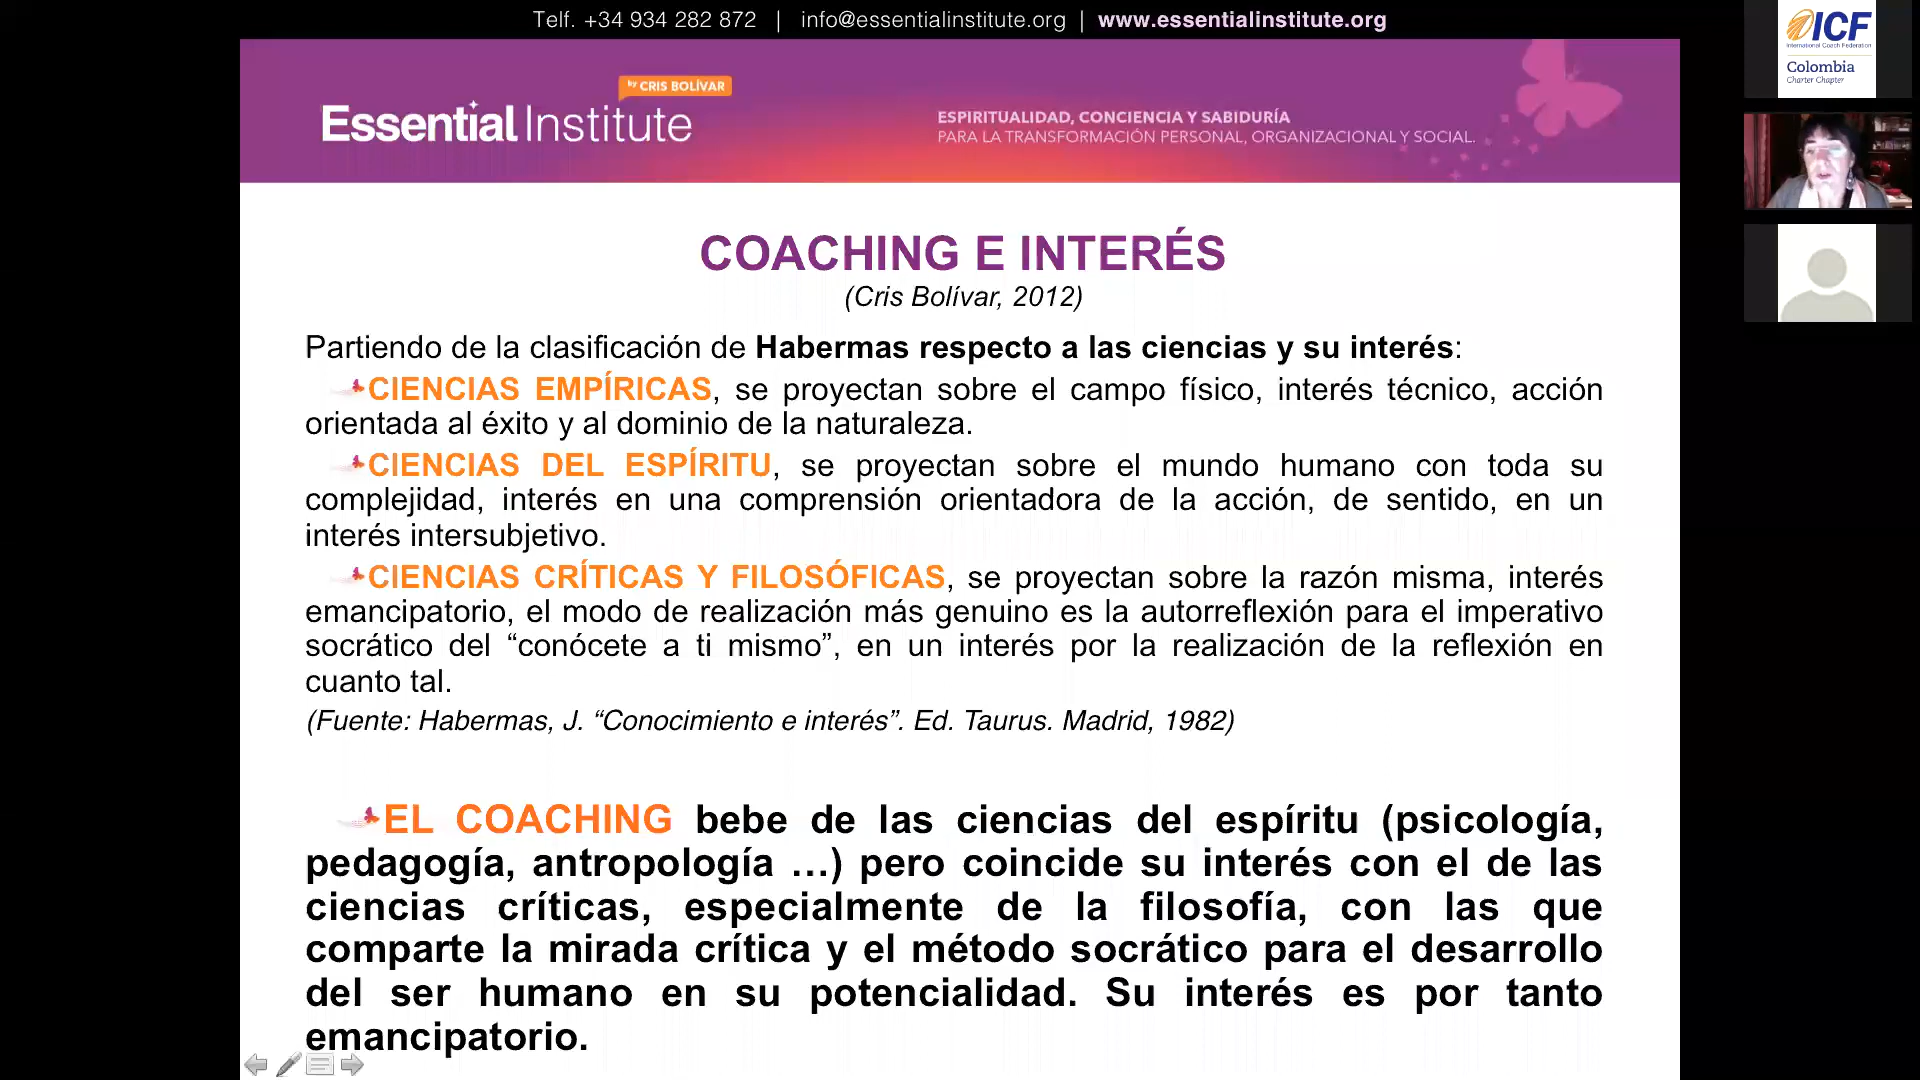 Telf. +34 934 282 872 | info@essentialinstitute.org | www.essentialinstitute.org
ICF
International Coach Federation
Colombia
Charter Chapter
by CRIS BOLÍVAR
Essential Institute
ESPIRITUALIDAD, CONCIENCIA Y SABIDURÍA
PARA LA TRANSFORMACIÓN PERSONAL, ORGANIZACIONAL Y SOCIAL.
COACHING E INTERÉS
(Cris Bolívar, 2012)
Partiendo de la clasificación de Habermas respecto a las ciencias y su interés:
CIENCIAS EMPÍRICAS, se proyectan sobre el campo físico, interés técnico, acción
orientada al éxito y al dominio de la naturaleza.
CIENCIAS DEL ESPÍRITU, se proyectan sobre el mundo humano con toda su
complejidad, interés en una comprensión orientadora de la acción, de sentido, en un
interés intersubjetivo.
CIENCIAS CRÍTICAS Y FILOSÓFICAS, se proyectan sobre la razón misma, interés
emancipatorio, el modo de realización más genuino es la autorreflexión para el imperativo
socrático del “conócete a ti mismo”, en un interés por la realización de la reflexión en
cuanto tal.
(Fuente: Habermas, J. “Conocimiento e interés”. Ed. Taurus. Madrid, 1982)
EL COACHING bebe de las ciencias del espíritu (psicología,
pedagogía, antropología …) pero coincide su interés con el de las
ciencias críticas, especialmente de la filosofía, con las que
comparte la mirada crítica y el método socrático para el desarrollo
del ser humano en su potencialidad. Su interés es por tanto
emancipatorio.